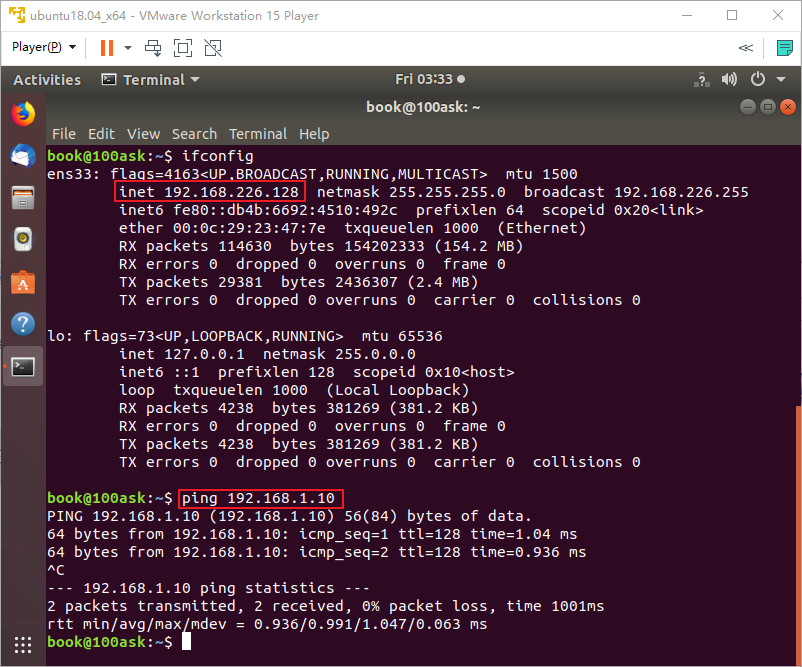 ubuntu18.04_x64 - VMware Workstation 15 Player
Player(P)
Activities Terminal Fri 03:33
book@100ask: ~
File Edit View Search Terminal Help
book@100ask:~$ ifconfig
ens33: flags=4163<UP,BROADCAST,RUNNING,MULTICAST>  mtu 1500
        inet 192.168.226.128  netmask 255.255.255.0  broadcast 192.168.226.255
        inet6 fe80::db4b:6692:4510:492c  prefixlen 64  scopeid 0x20<link>
        ether 00:0c:29:23:47:7e  txqueuelen 1000  (Ethernet)
        RX packets 114630  bytes 154202333 (154.2 MB)
        RX errors 0  dropped 0  overruns 0  frame 0
        TX packets 29381  bytes 2436307 (2.4 MB)
        TX errors 0  dropped 0 overruns 0  carrier 0  collisions 0
lo: flags=73<UP,LOOPBACK,RUNNING>  mtu 65536
        inet 127.0.0.1  netmask 255.0.0.0
        inet6 ::1  prefixlen 128  scopeid 0x10<host>
        loop  txqueuelen 1000  (Local Loopback)
        RX packets 4238  bytes 381269 (381.2 KB)
        RX errors 0  dropped 0  overruns 0  frame 0
        TX packets 4238  bytes 381269 (381.2 KB)
        TX errors 0  dropped 0 overruns 0  carrier 0  collisions 0
book@100ask:~$ ping 192.168.1.10
PING 192.168.1.10 (192.168.1.10) 56(84) bytes of data.
64 bytes from 192.168.1.10: icmp_seq=1 ttl=128 time=1.04 ms
64 bytes from 192.168.1.10: icmp_seq=2 ttl=128 time=0.936 ms
^C
--- 192.168.1.10 ping statistics ---
2 packets transmitted, 2 received, 0% packet loss, time 1001ms
rtt min/avg/max/mdev = 0.936/0.991/1.047/0.063 ms
book@100ask:~$